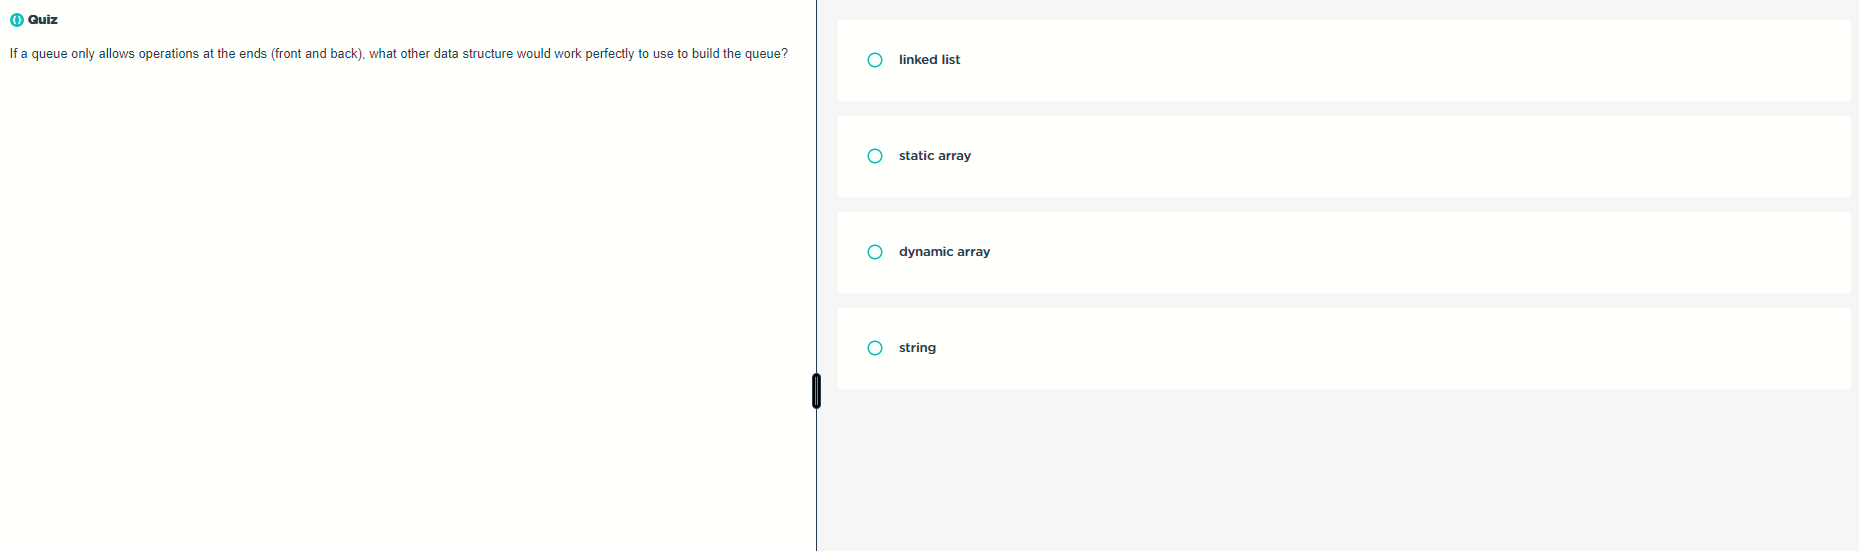 Quiz
If a queue only allows operations at the ends (front and back), what other data structure would work perfectly to use to build the queue?
linked list
static array
dynamic array
string